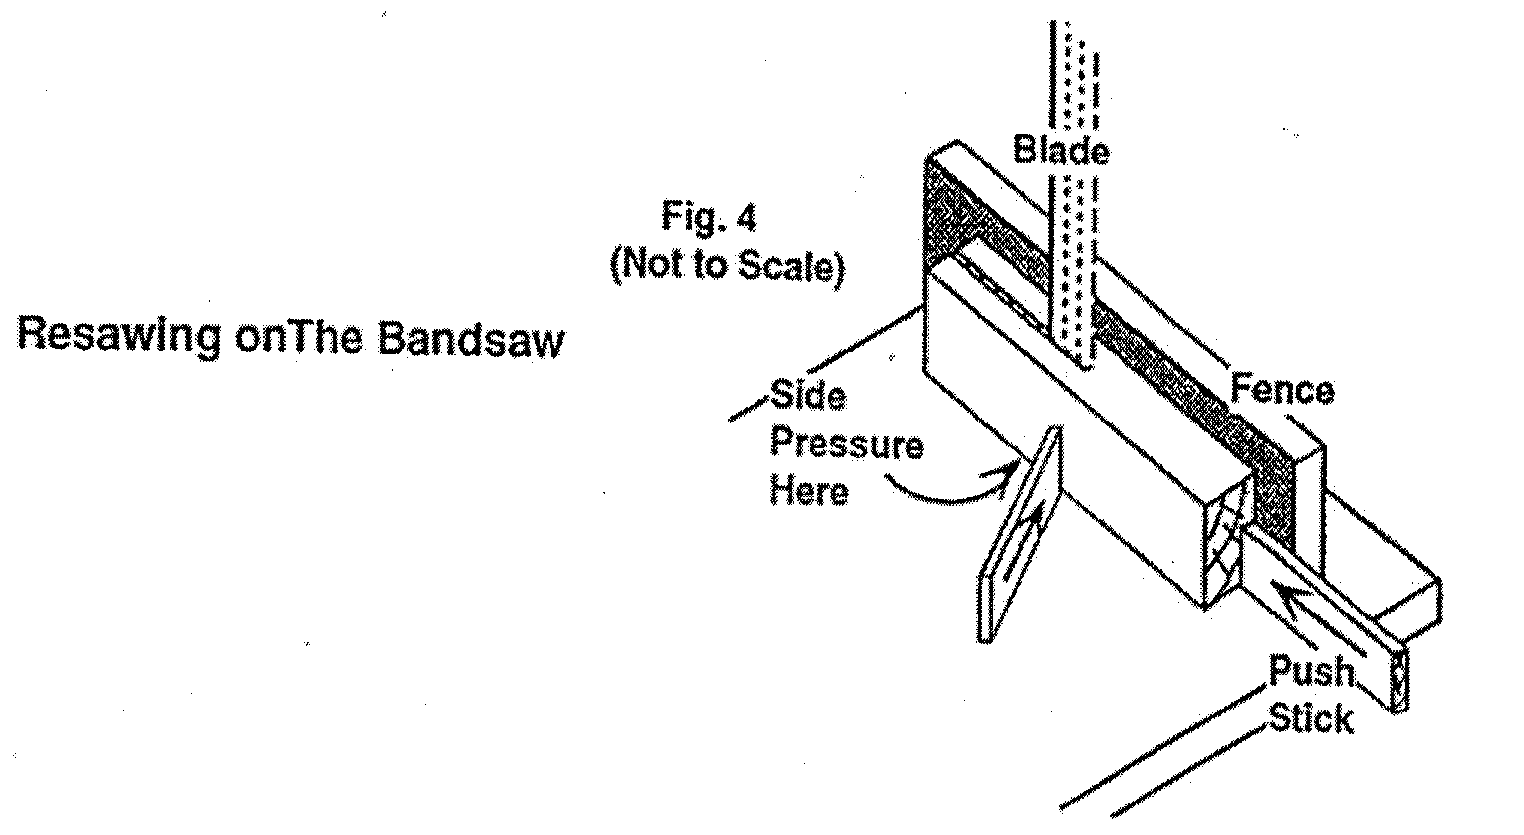 Blade
Fig. 4
(Not to Scale)
Resawing onThe Bandsaw
Fence
Side
Pressure
Here
Push
Stick